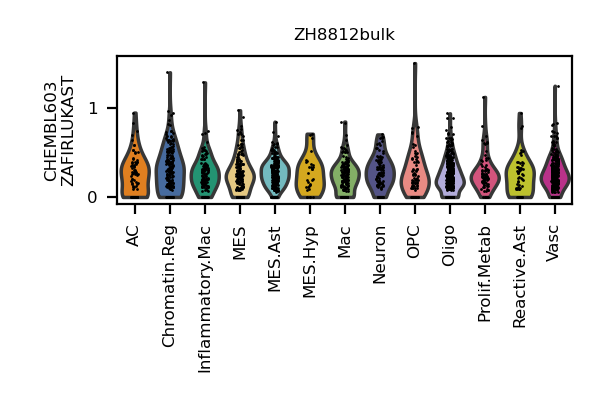 ZH8812bulk
CHEMBL603
ZAFIRLUKAST
1
0
AC
Chromatin.Reg
Inflammatory.Mac
MES
MES.Ast
MES.Hyp
Mac
Neuron
OPC
Oligo
Prolif.Metab
Reactive.Ast
Vasc